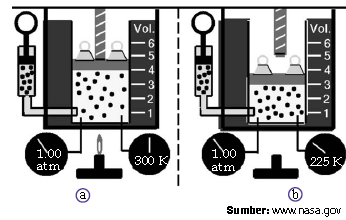 Vol.
6
5
4
3
2
1
1.00
atm
300 K
a
Vol.
6
5
4
3
2
1
1.00
atm
225 K
b
Sumber: www.nasa.gov